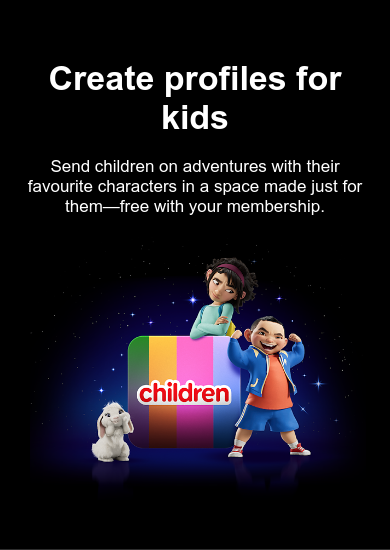 Create profiles for
kids
Send children on adventures with their
favourite characters in a space made just for
them—free with your membership.
children